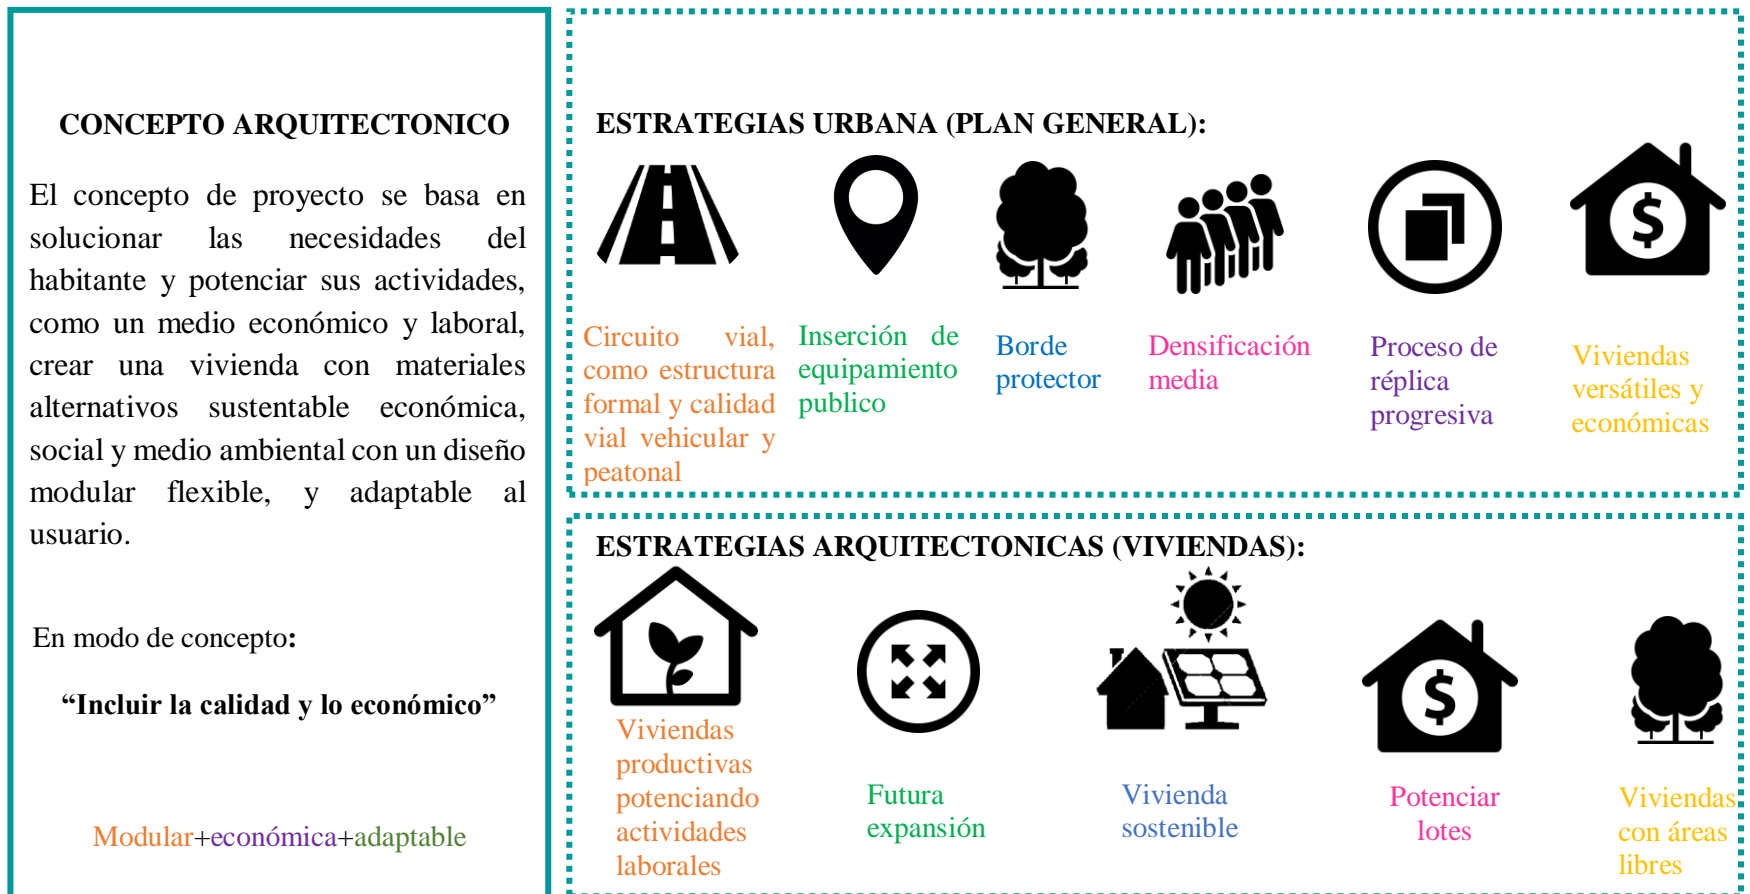 CONCEPTO ARQUITECTONICO
El concepto de proyecto se basa en
solucionar las necesidades del
habitante y potenciar sus actividades,
como un medio económico y laboral,
crear una vivienda con materiales
alternativos sustentable económica,
social y medio ambiental con un diseño
modular flexible, y adaptable al
usuario.
En modo de concepto:
“Incluir la calidad y lo económico”
Modular+económica+adaptable
ESTRATEGIAS URBANA (PLAN GENERAL):
Circuito vial,
como estructura
formal y calidad
vial vehicular y
peatonal
Inserción de
equipamiento
publico
Borde
protector
Densificación
media
Proceso de
réplica
progresiva
$
Viviendas
versátiles y
económicas
ESTRATEGIAS ARQUITECTONICAS (VIVIENDAS):
Viviendas
productivas
potenciando
actividades
laborales
Futura
expansión
Vivienda
sostenible
$
Potenciar
lotes
Viviendas
con áreas
libres